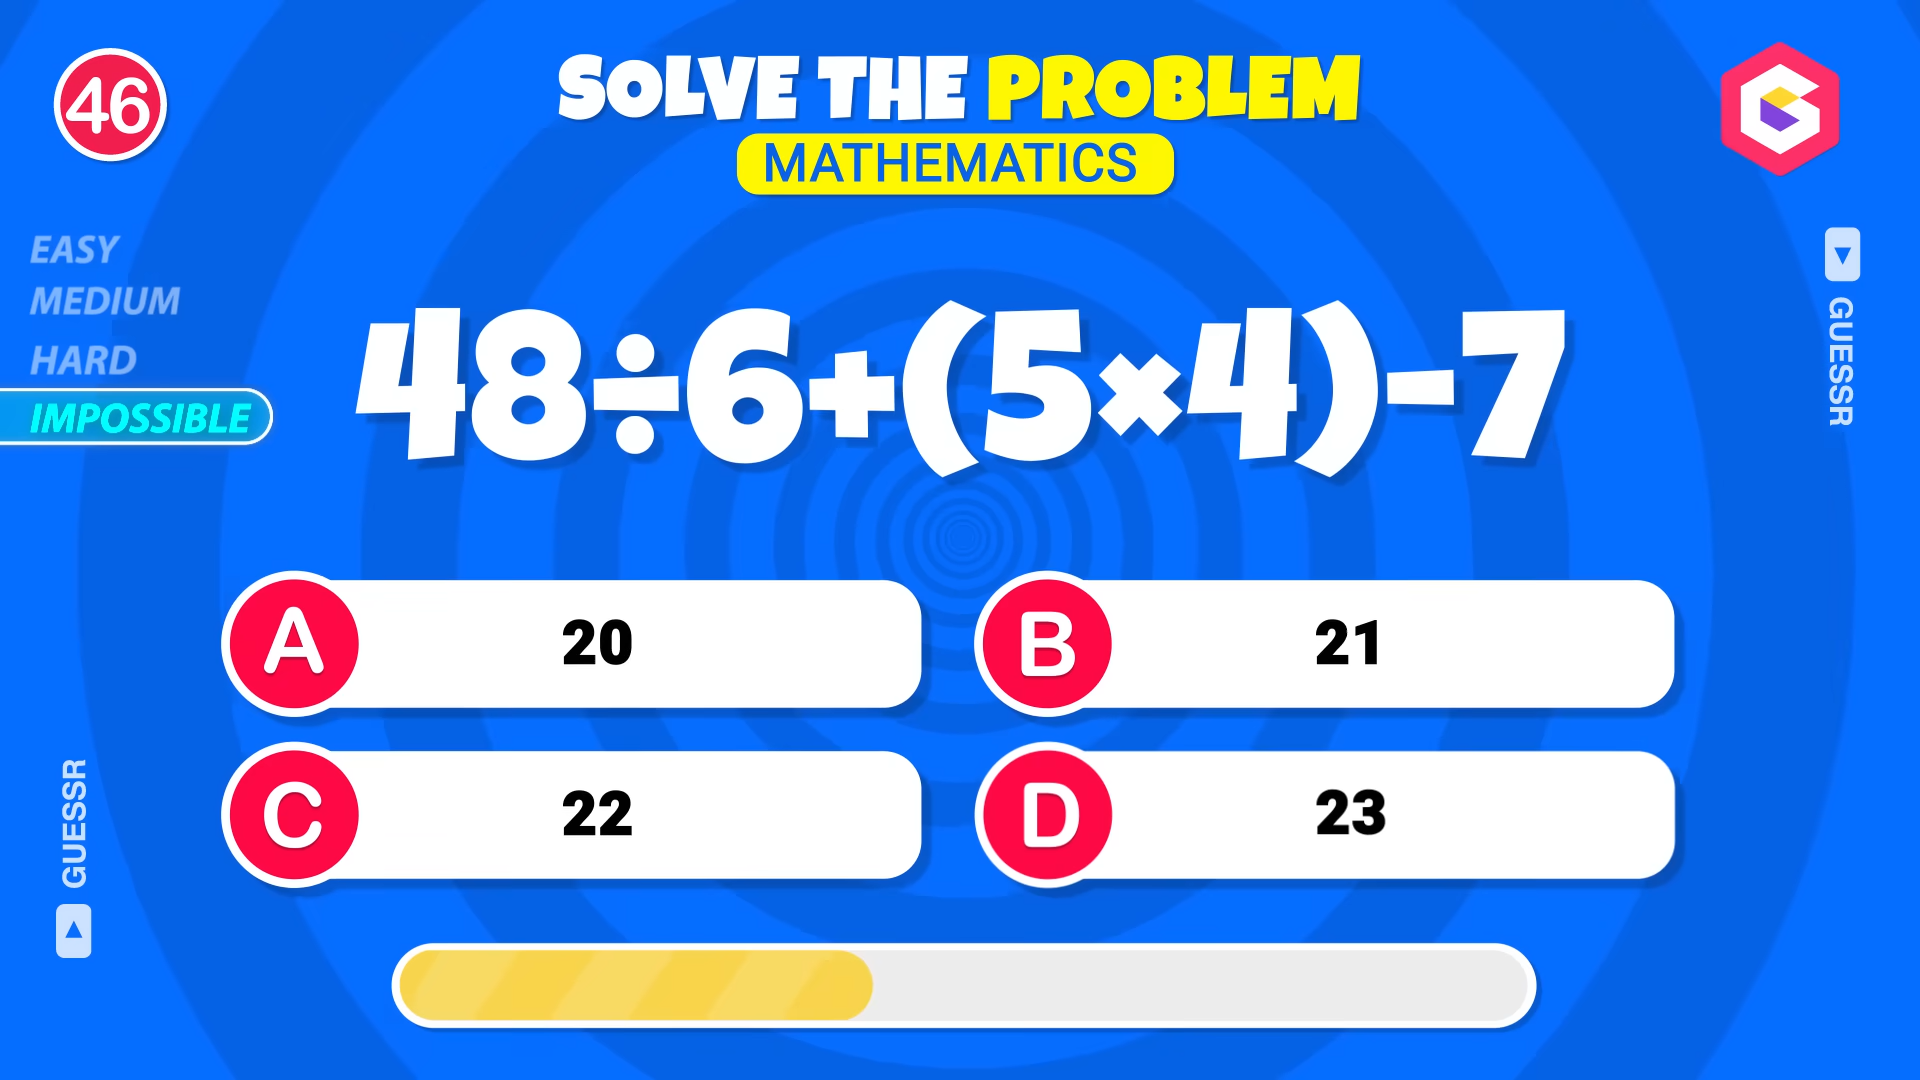 46
SOLVE THE PROBLEM
MATHEMATICS
EASY
MEDIUM
HARD
IMPOSSIBLE
GUESSR
48÷6+(5×4)-7
A 20
B 21
C 22
D 23
GUESSR